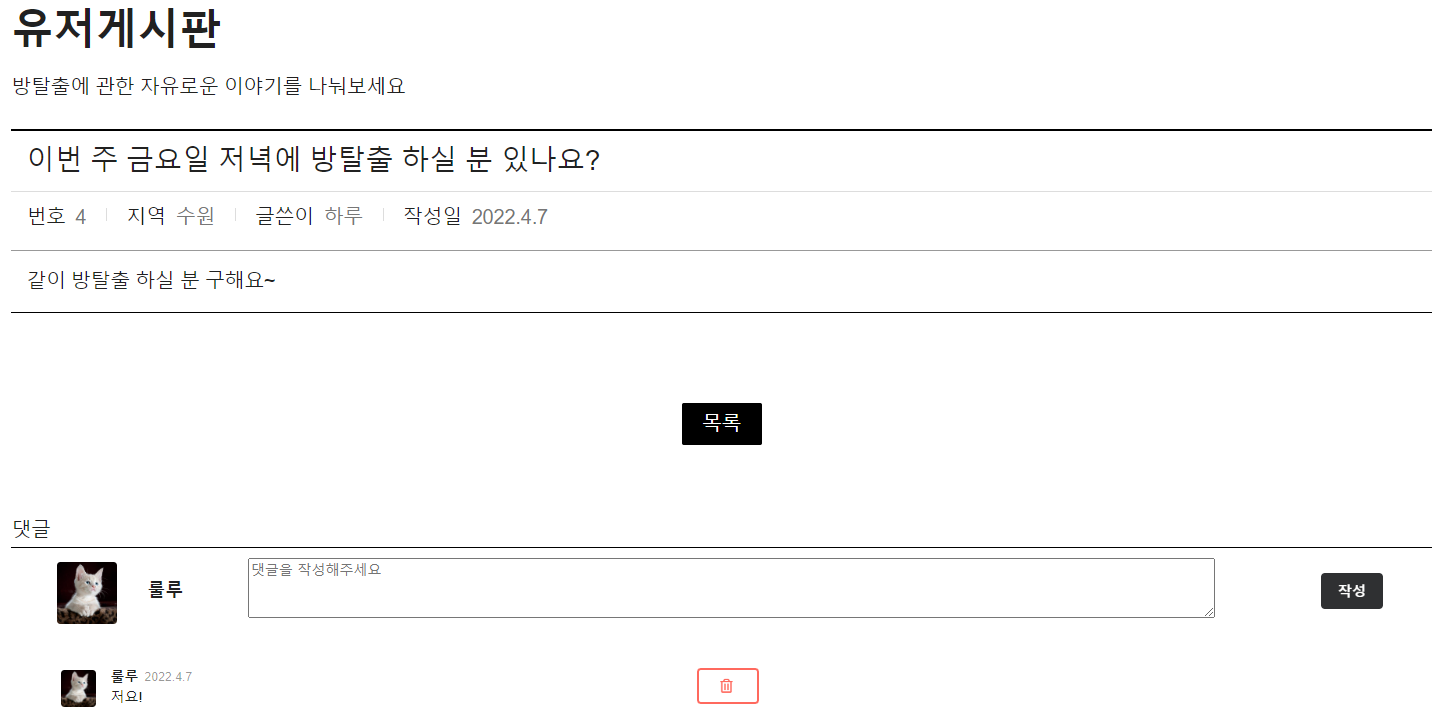 유저게시판
방탈출에 관한 자유로운 이야기를 나눠보세요
이번 주 금요일 저녁에 방탈출 하실 분 있나요?
번호 4 지역 수원 글쓴이 하루 작성일 2022.4.7
같이 방탈출 하실 분 구해요~
목록
댓글
룰루 댓글을 작성해주세요 작성
룰루 2022.4.7
저요!